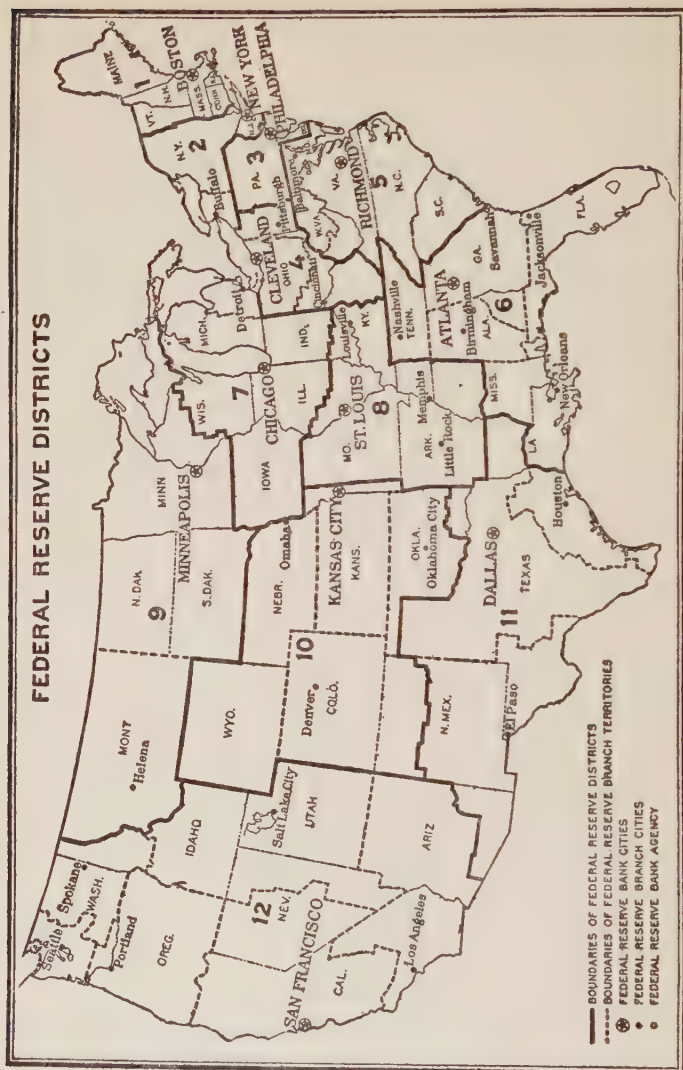 FEDERAL RESERVE DISTRICTS
MAINE
1
VT.
N.H.
BOSTON
MASS.
CONN.
N.Y.
2
Buffalo
NEW YORK
N.J.
PHILADELPHIA
PA.
3
Pittsburgh
Baltimore
MD.
CLEVELAND
OHIO
4
Cincinnati
W.VA.
VA.
RICHMOND
5
N.C.
S.C.
MICH.
Detroit
WIS.
7
CHICAGO
ILL.
IND.
IOWA
Louisville
KY.
MO.
ST. LOUIS
8
Nashville
TENN.
Memphis
ARK.
Little Rock
ATLANTA
GA.
Savannah
Birmingham
ALA.
6
Jacksonville
FLA.
MISS.
New Orleans
LA.
MINN
MINNEAPOLIS
N. DAK.
9
S. DAK.
NEBR.
Omaha
KANSAS CITY
KANS.
OKLA.
Oklahoma City
DALLAS
TEXAS
11
Houston
El Paso
N. MEX.
MONT
Helena
WYO.
10
Denver
COLO.
IDAHO
Salt Lake City
UTAH
ARIZ
Seattle
Spokane
WASH.
Portland
OREG.
12
NEV.
SAN FRANCISCO
CAL.
Los Angeles
BOUNDARIES OF FEDERAL RESERVE DISTRICTS
BOUNDARIES OF FEDERAL RESERVE BRANCH TERRITORIES
FEDERAL RESERVE BANK CITIES
FEDERAL RESERVE BRANCH CITIES
FEDERAL RESERVE BANK AGENCY